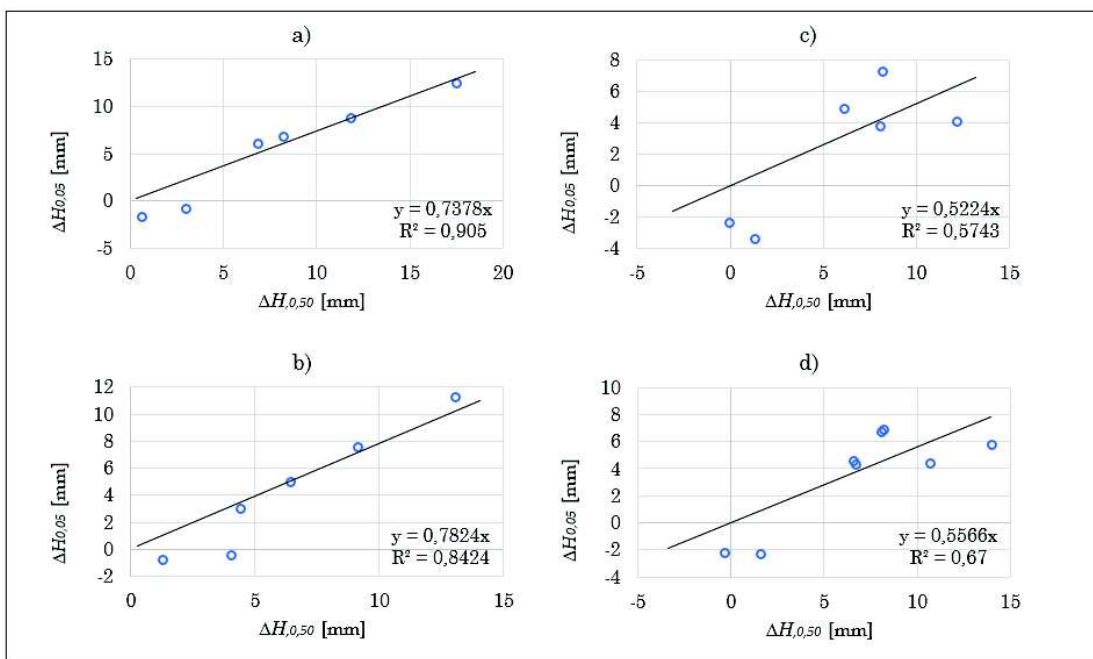 a)
15
10
5
0
-5
0 5 10 15 20
ΔH0,05 [mm]
ΔH,0,50 [mm]
y = 0,7378x
R² = 0,905
c)
8
6
4
2
0
-2
-4
-5 0 5 10 15
ΔH0,05 [mm]
ΔH,0,50 [mm]
y = 0,5224x
R² = 0,5743
b)
12
10
8
6
4
2
0
-2
0 5 10 15
ΔH0,05 [mm]
ΔH,0,50 [mm]
y = 0,7824x
R² = 0,8424
d)
10
8
6
4
2
0
-2
-4
-5 0 5 10 15
ΔH0,05 [mm]
ΔH,0,50 [mm]
y = 0,5566x
R² = 0,67